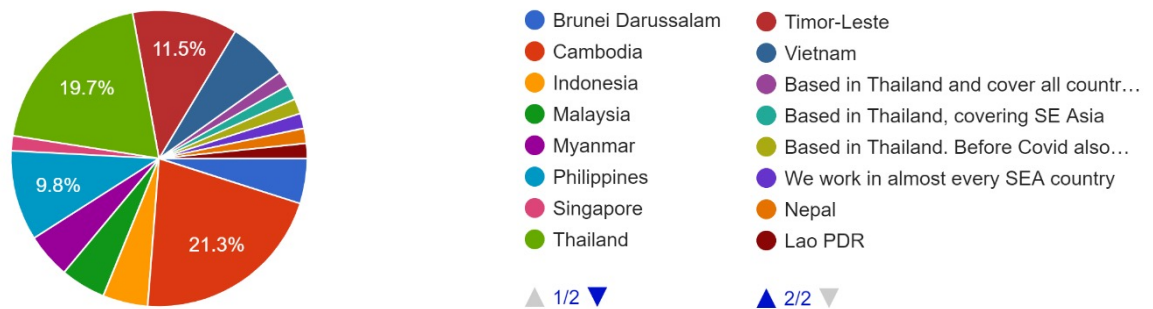 11.5%
19.7%
9.8%
21.3%
Brunei Darussalam
Cambodia
Indonesia
Malaysia
Myanmar
Philippines
Singapore
Thailand
1/2
Timor-Leste
Vietnam
Based in Thailand and cover all countr…
Based in Thailand, covering SE Asia
Based in Thailand. Before Covid also…
We work in almost every SEA country
Nepal
Lao PDR
2/2